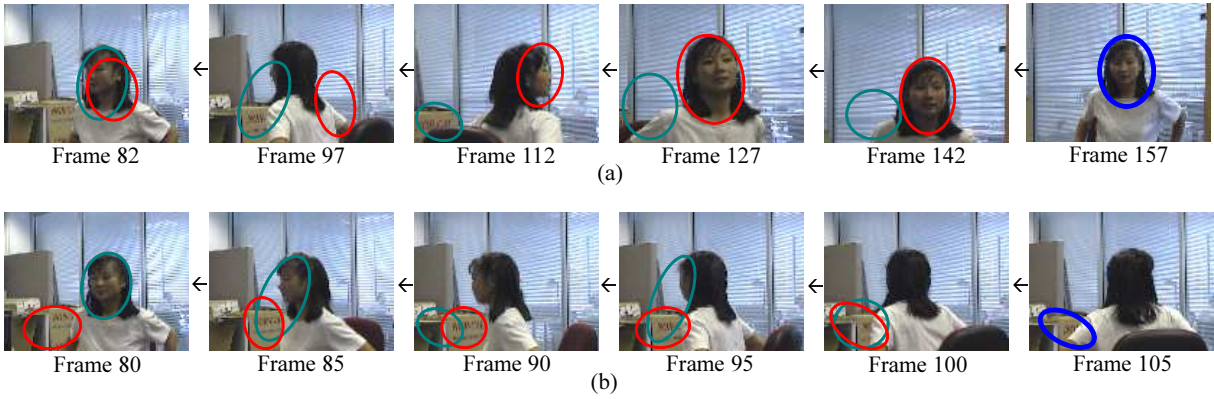 ← ← ← ← ←
Frame 82 Frame 97 Frame 112 Frame 127 Frame 142 Frame 157
(a)
← ← ← ← ←
Frame 80 Frame 85 Frame 90 Frame 95 Frame 100 Frame 105
(b)